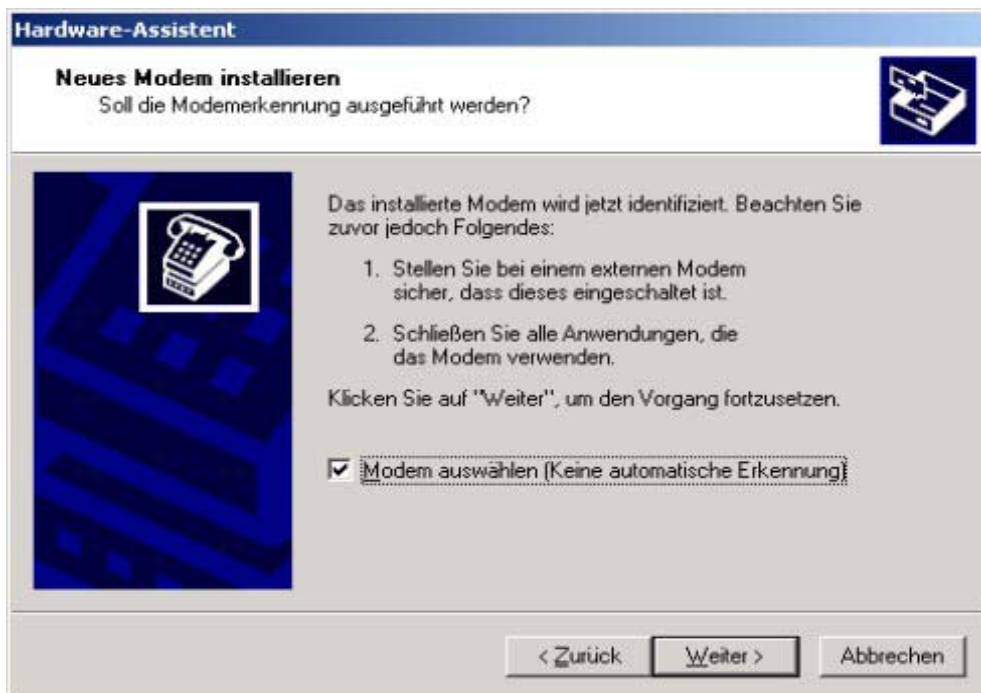 Hardware-Assistent
Neues Modem installieren
Soll die Modemerkennung ausgeführt werden?
Das installierte Modem wird jetzt identifiziert. Beachten Sie
zuvor jedoch Folgendes:
1. Stellen Sie bei einem externen Modem
sicher, dass dieses eingeschaltet ist.
2. Schließen Sie alle Anwendungen, die
das Modem verwenden.
Klicken Sie auf "Weiter", um den Vorgang fortzusetzen.
Modem auswählen (Keine automatische Erkennung)
< Zurück Weiter > Abbrechen